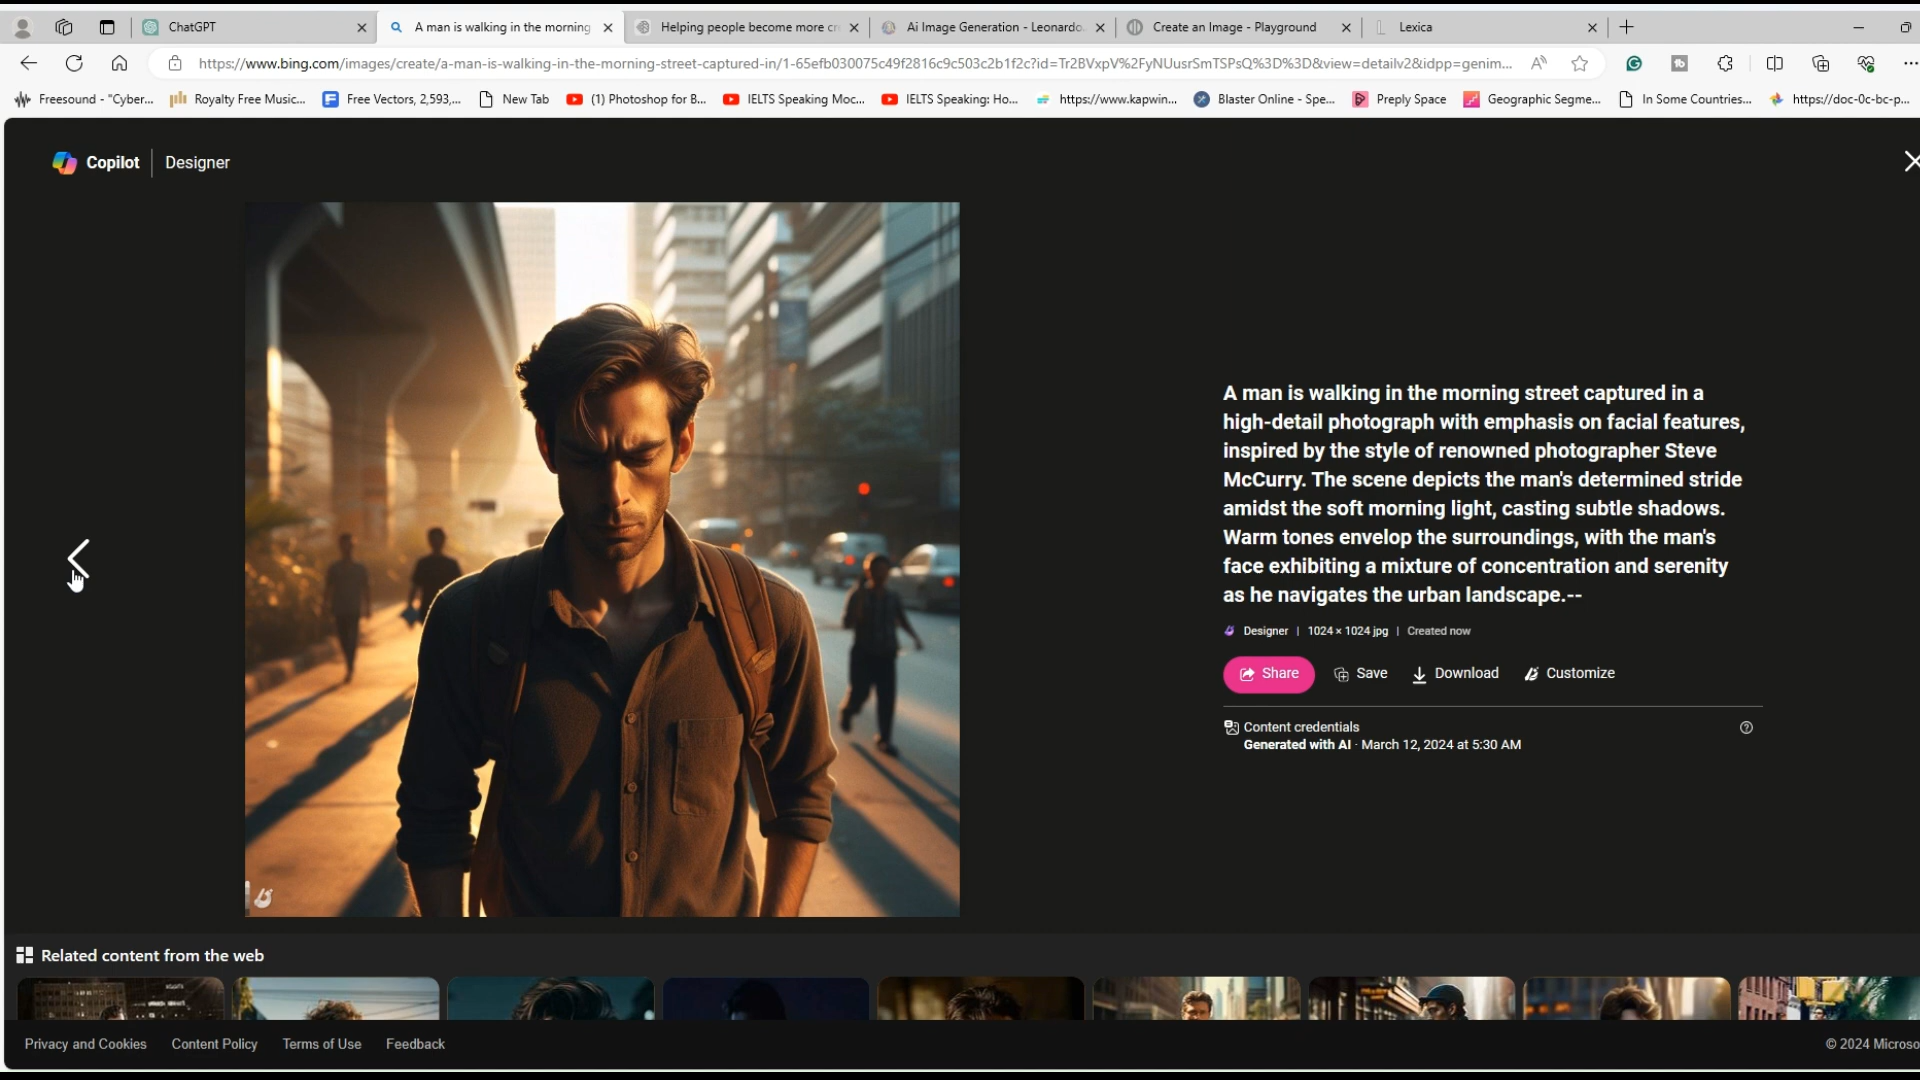 ChatGPT
A man is walking in the morning
Helping people become more cr
Ai Image Generation - Leonardo.
Create an Image - Playground
Lexica
https://www.bing.com/images/create/a-man-is-walking-in-the-morning-street-captured-in/1-65efb030075c49f2816c9c503c2b1f2c?id=Tr2BVxpV%2FyNUusrSmTSPsQ%3D%3D&view=detailv2&idpp=genim...
Freesound - "Cyber...
Royalty Free Music...
Free Vectors, 2,593,...
New Tab
(1) Photoshop for B...
IELTS Speaking Moc...
IELTS Speaking: Ho...
https://www.kapwin...
Blaster Online - Spe...
Preply Space
Geographic Segme...
In Some Countries...
https://doc-0c-bc-p...
Copilot
Designer
A man is walking in the morning street captured in a
high-detail photograph with emphasis on facial features,
inspired by the style of renowned photographer Steve
McCurry. The scene depicts the man's determined stride
amidst the soft morning light, casting subtle shadows.
Warm tones envelop the surroundings, with the man's
face exhibiting a mixture of concentration and serenity
as he navigates the urban landscape.--
Designer | 1024 × 1024 jpg | Created now
Share
Save
Download
Customize
Content credentials
Generated with AI · March 12, 2024 at 5:30 AM
Related content from the web
Privacy and Cookies
Content Policy
Terms of Use
Feedback
© 2024 Microso